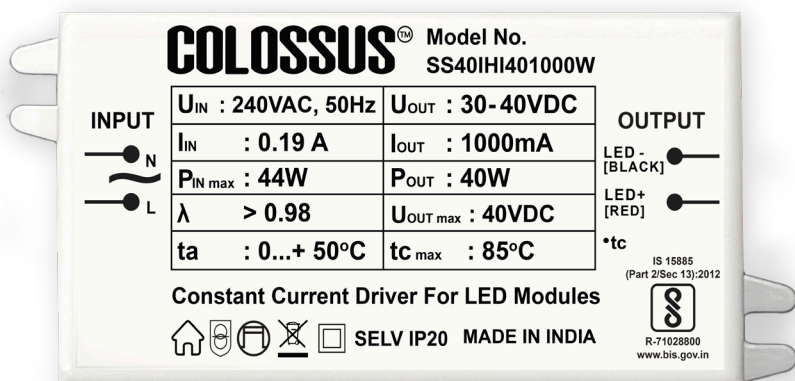 COLOSSUS™ Model No.
SS40IHI401000W
INPUT
N
L
UIN : 240VAC, 50Hz UOUT : 30-40VDC
IIN : 0.19 A IOUT : 1000mA
PIN max : 44W POUT : 40W
λ > 0.98 UOUT max : 40VDC
ta : 0...+ 50°C tc max : 85°C
OUTPUT
LED -
[BLACK]
LED+
[RED]
•tc
IS 15885
(Part 2/Sec 13):2012
R-71028800
www.bis.gov.in
Constant Current Driver For LED Modules
SELV IP20 MADE IN INDIA